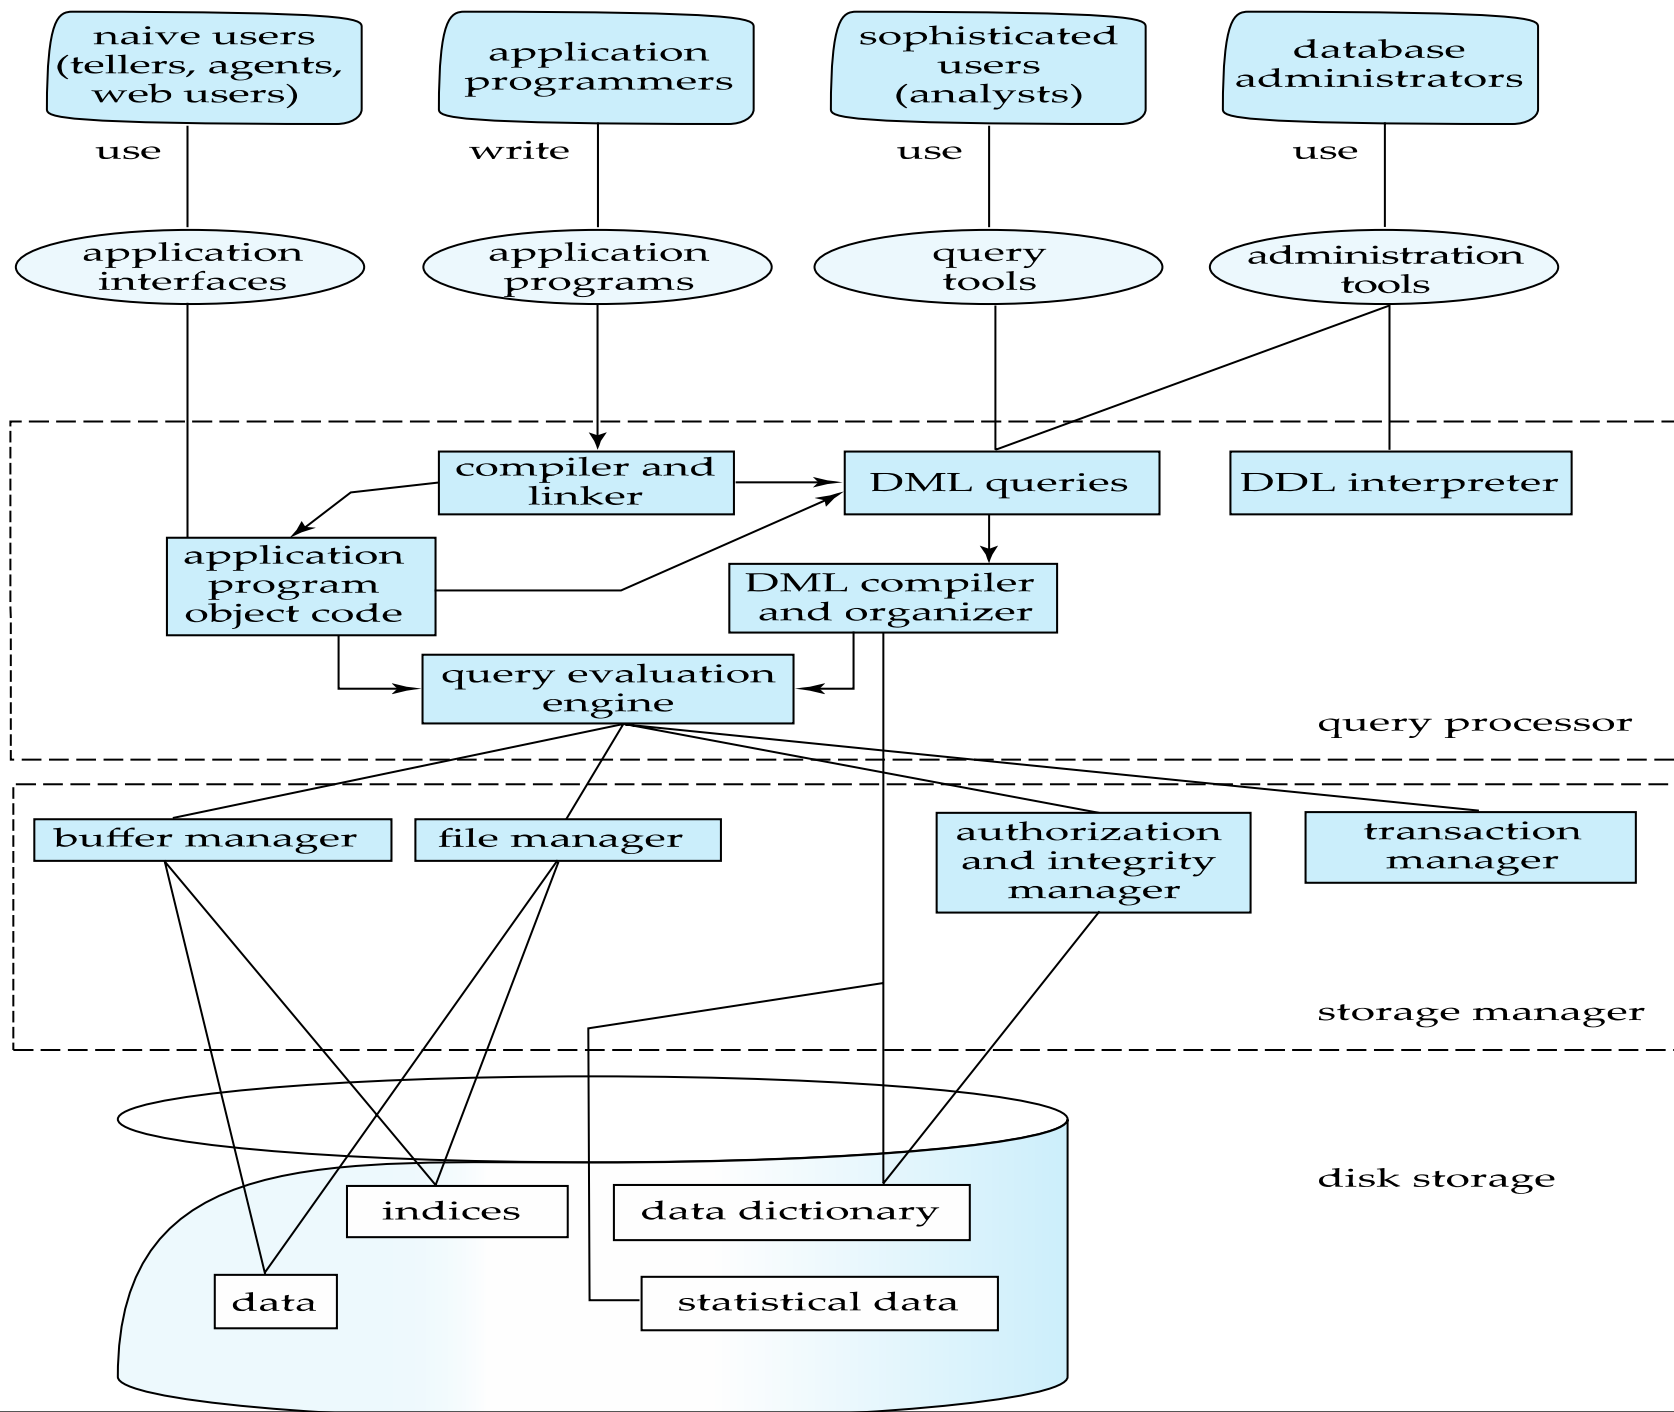 naive users
(tellers, agents,
web users)
application
programmers
sophisticated
users
(analysts)
database
administrators
use
write
use
use
application
interfaces
application
programs
query
tools
administration
tools
compiler and
linker
DML queries
DDL interpreter
application
program
object code
DML compiler
and organizer
query evaluation
engine
query processor
buffer manager
file manager
authorization
and integrity
manager
transaction
manager
storage manager
disk storage
indices
data dictionary
data
statistical data